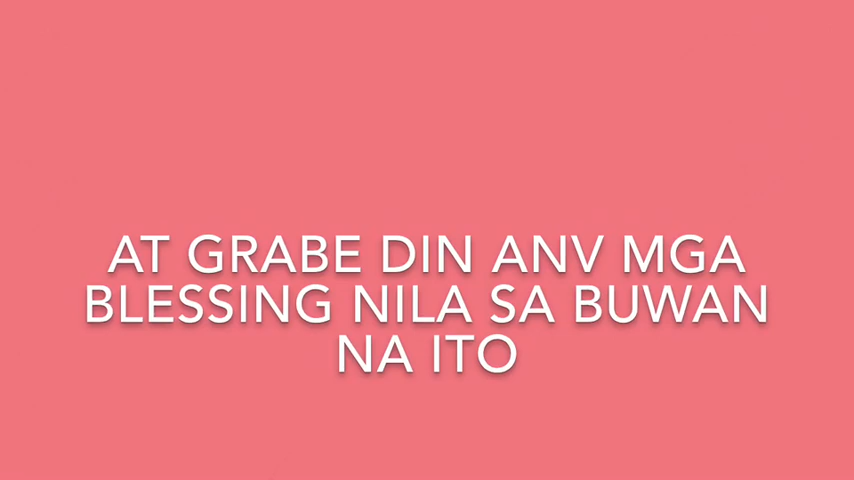 AT GRABE DIN ANV MGA
BLESSING NILA SA BUWAN
NA ITO